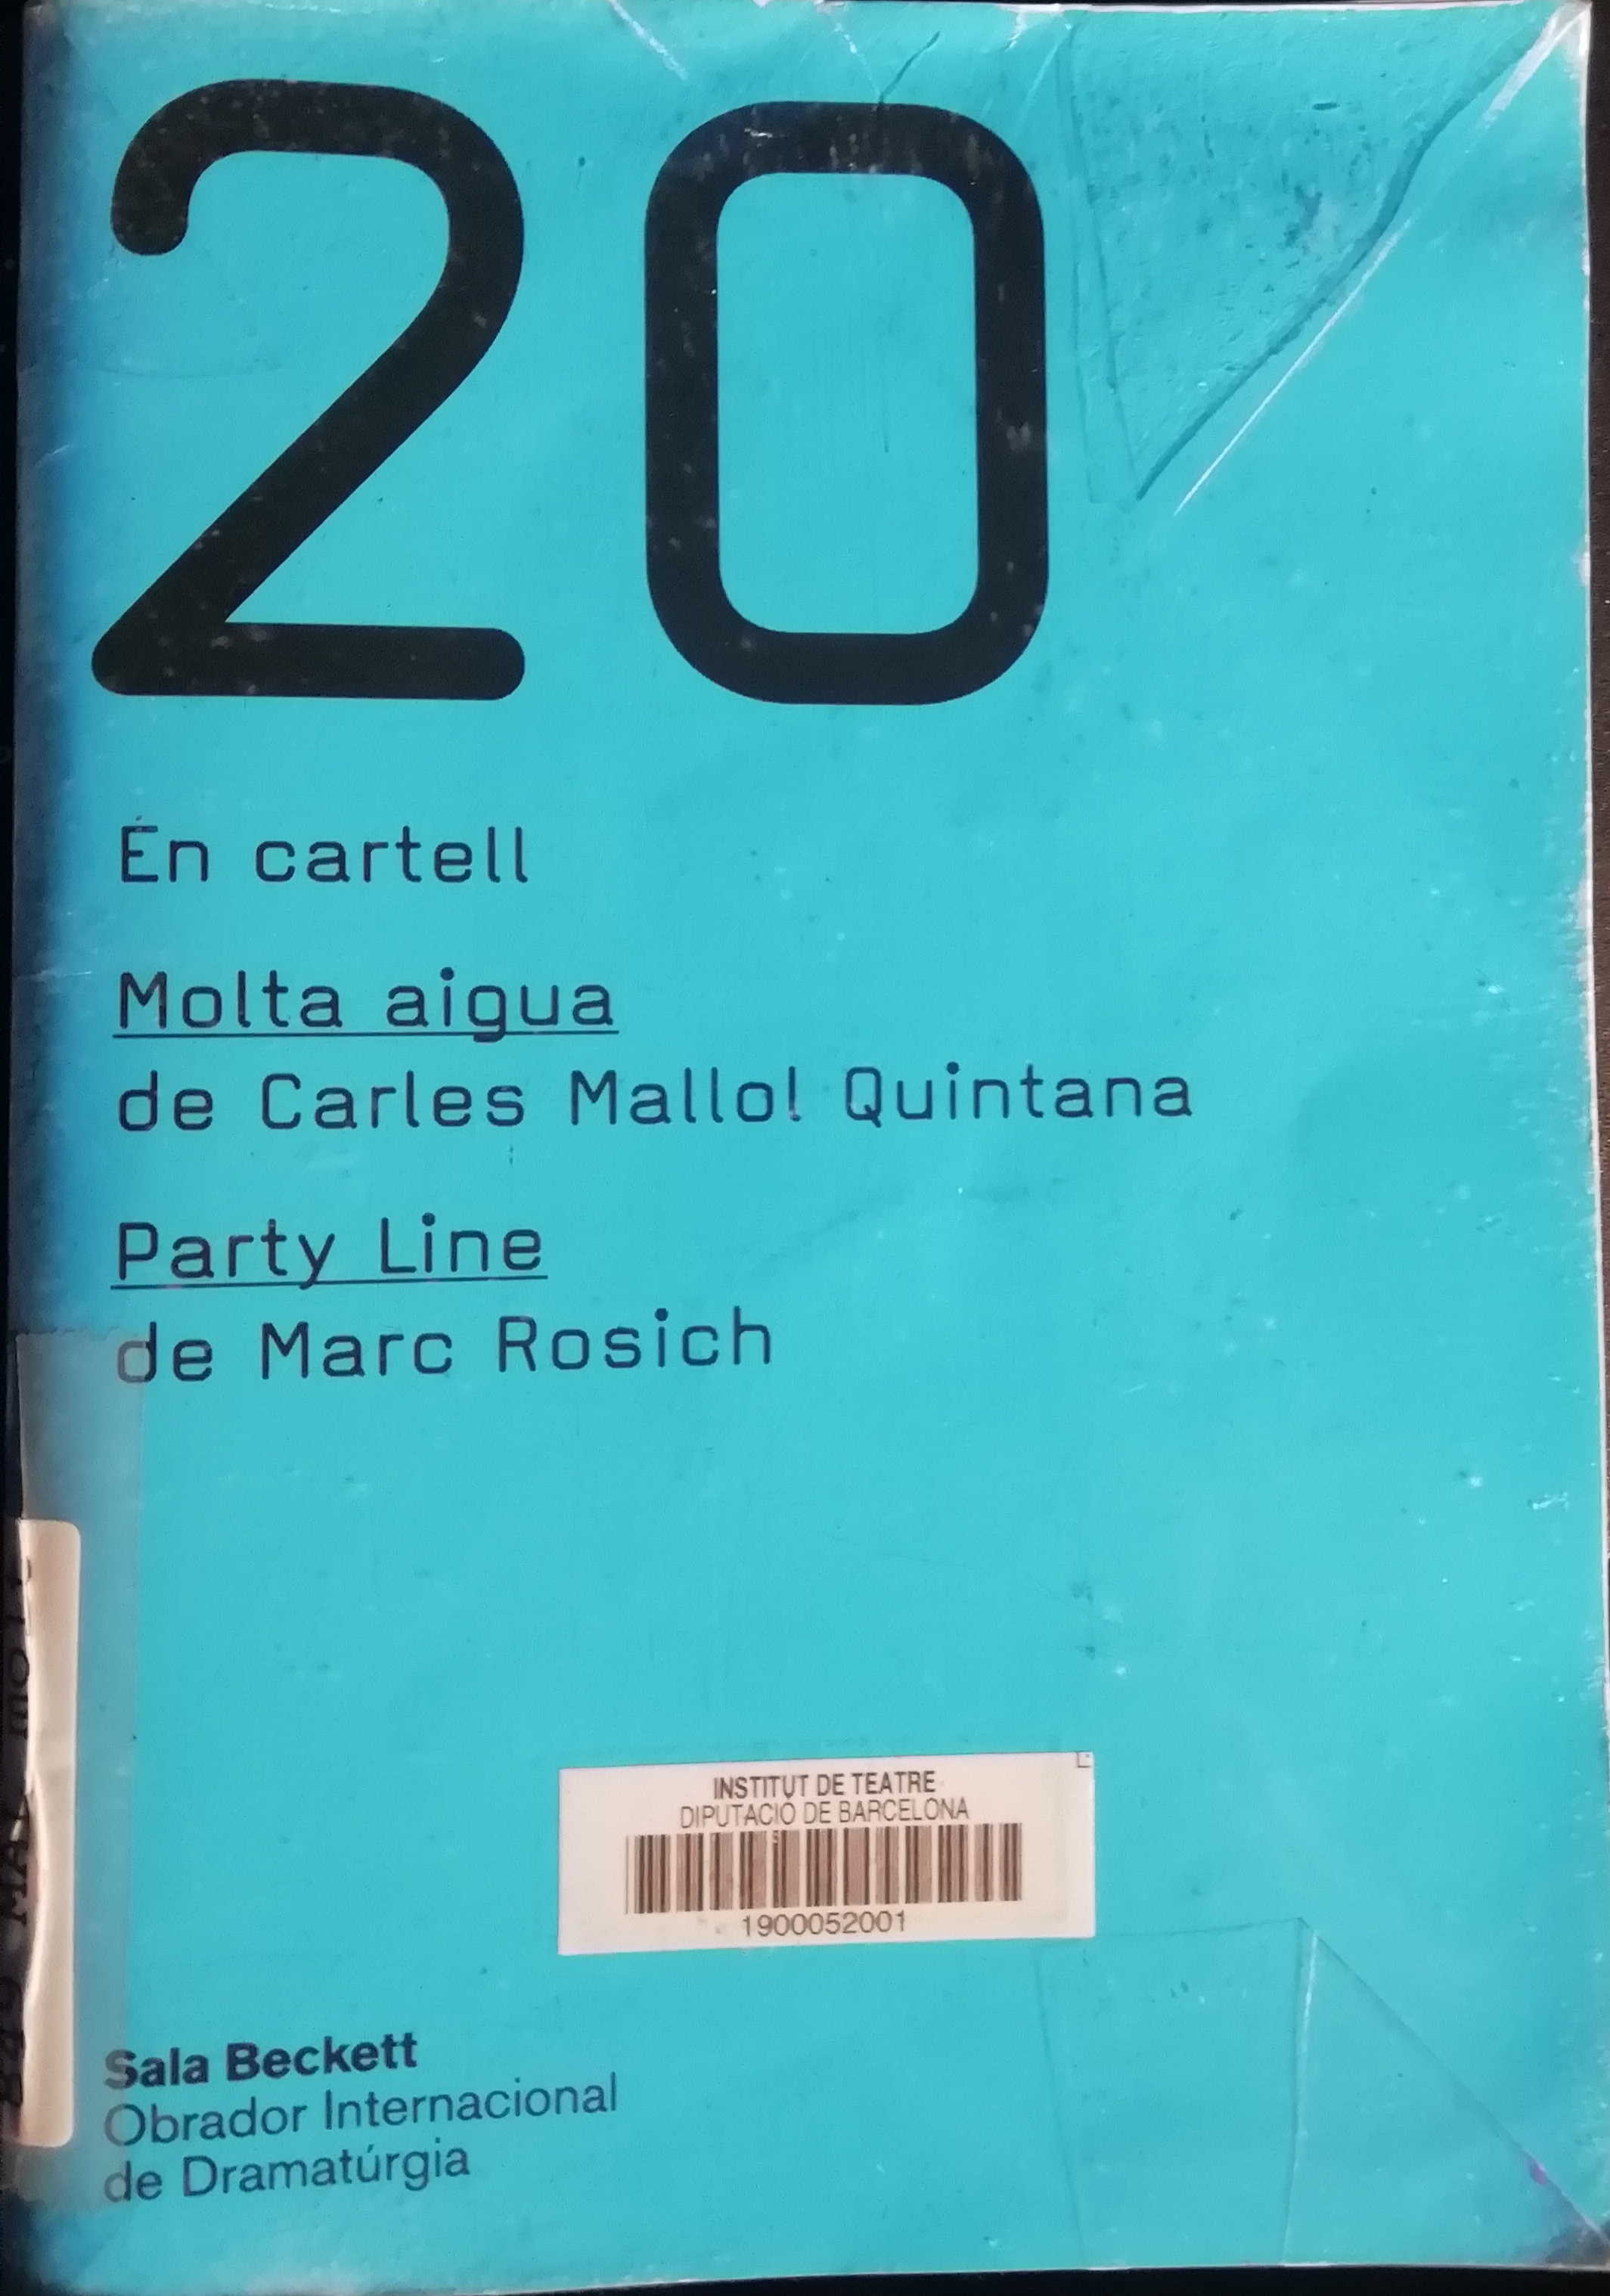 20
En cartell
Molta aigua
de Carles Mallol Quintana
Party Line
de Marc Rosich
INSTITUT DE TEATRE
DIPUTACIO DE BARCELONA
1900052001
Sala Beckett
Obrador Internacional
de Dramatúrgia